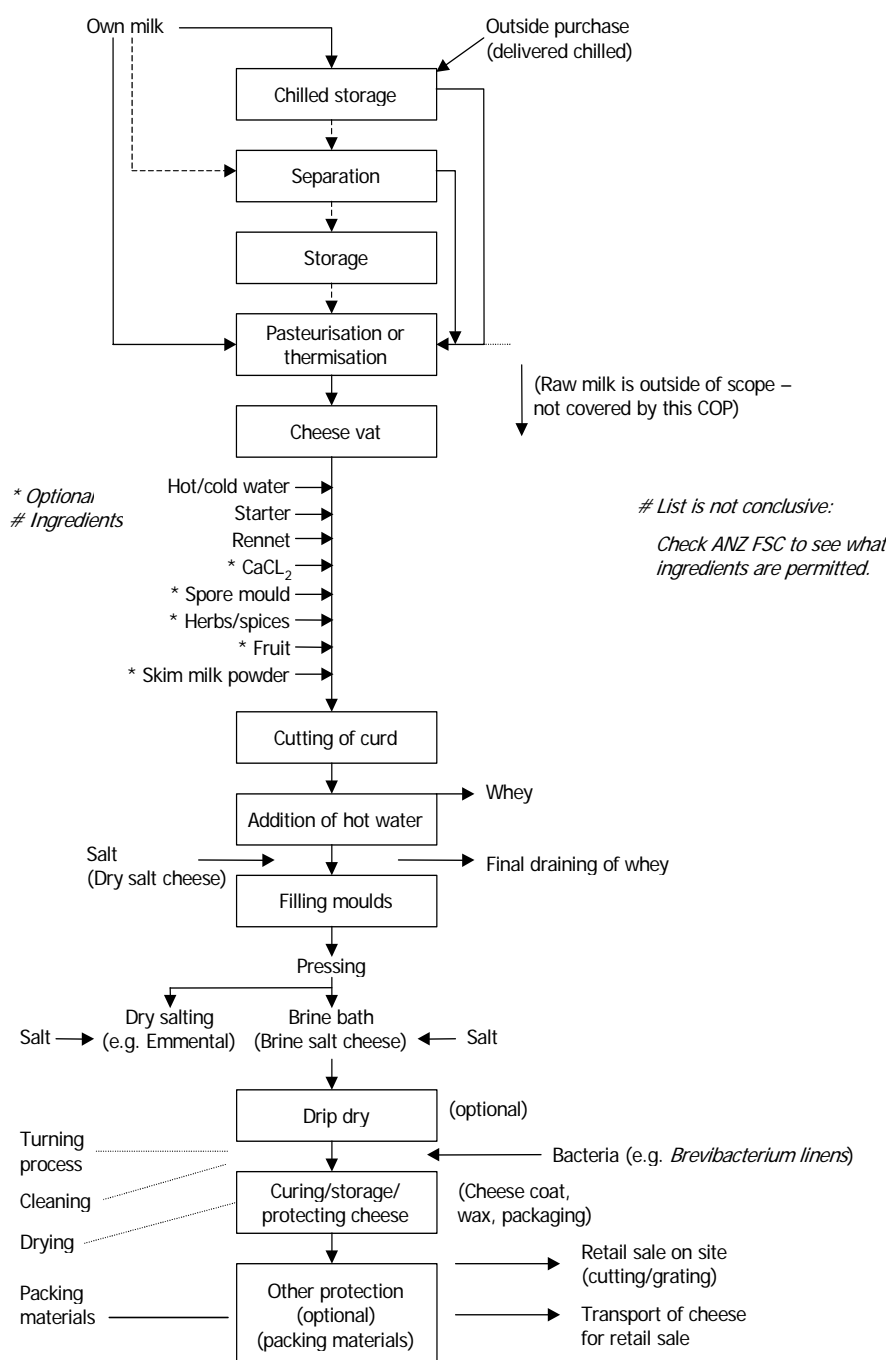 Own milk
Outside purchase
(delivered chilled)
Chilled storage
Separation
Storage
Pasteurisation or
thermisation
(Raw milk is outside of scope –
not covered by this COP)
Cheese vat
* Optional
# Ingredients
Hot/cold water
Starter
Rennet
* CaCL2
* Spore mould
* Herbs/spices
* Fruit
* Skim milk powder
# List is not conclusive:
Check ANZ FSC to see what
ingredients are permitted.
Cutting of curd
Whey
Addition of hot water
Salt
(Dry salt cheese)
Final draining of whey
Filling moulds
Pressing
Dry salting
(e.g. Emmental)
Brine bath
(Brine salt cheese)
Salt
Salt
Drip dry
(optional)
Turning
process
Bacteria (e.g. Brevibacterium linens)
Cleaning
Curing/storage/
protecting cheese
(Cheese coat,
wax, packaging)
Drying
Retail sale on site
(cutting/grating)
Packing
materials
Other protection
(optional)
(packing materials)
Transport of cheese
for retail sale